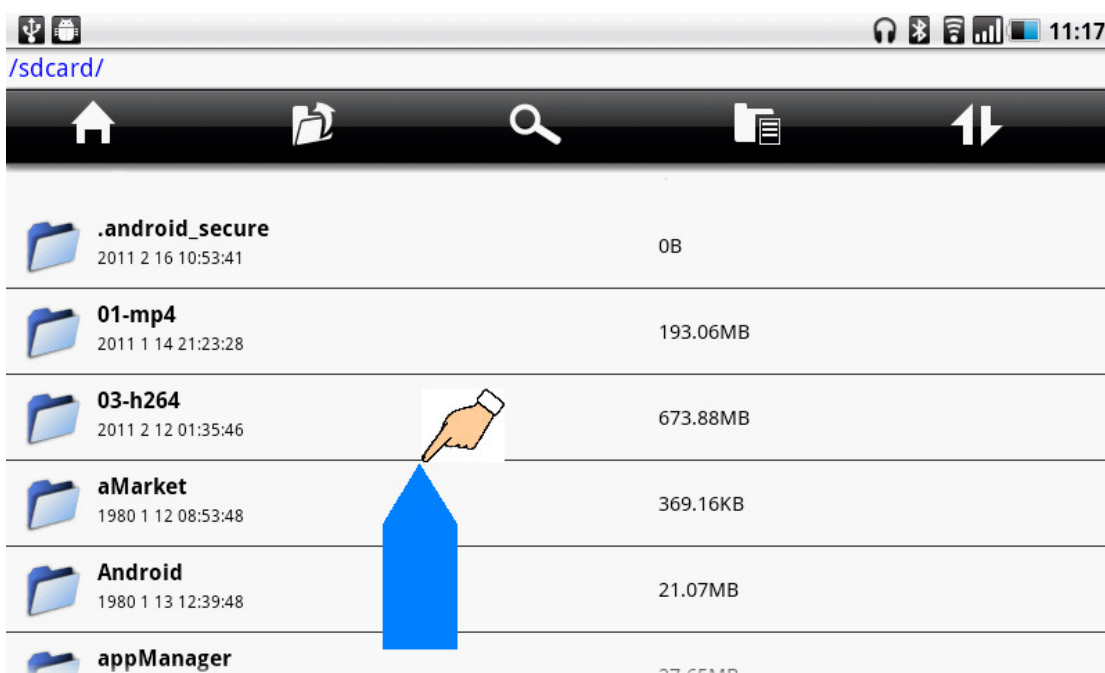 11:17
/sdcard/
.android_secure
2011 2 16 10:53:41
0B
01-mp4
2011 1 14 21:23:28
193.06MB
03-h264
2011 2 12 01:35:46
673.88MB
aMarket
1980 1 12 08:53:48
369.16KB
Android
1980 1 13 12:39:48
21.07MB
appManager
27.65MB